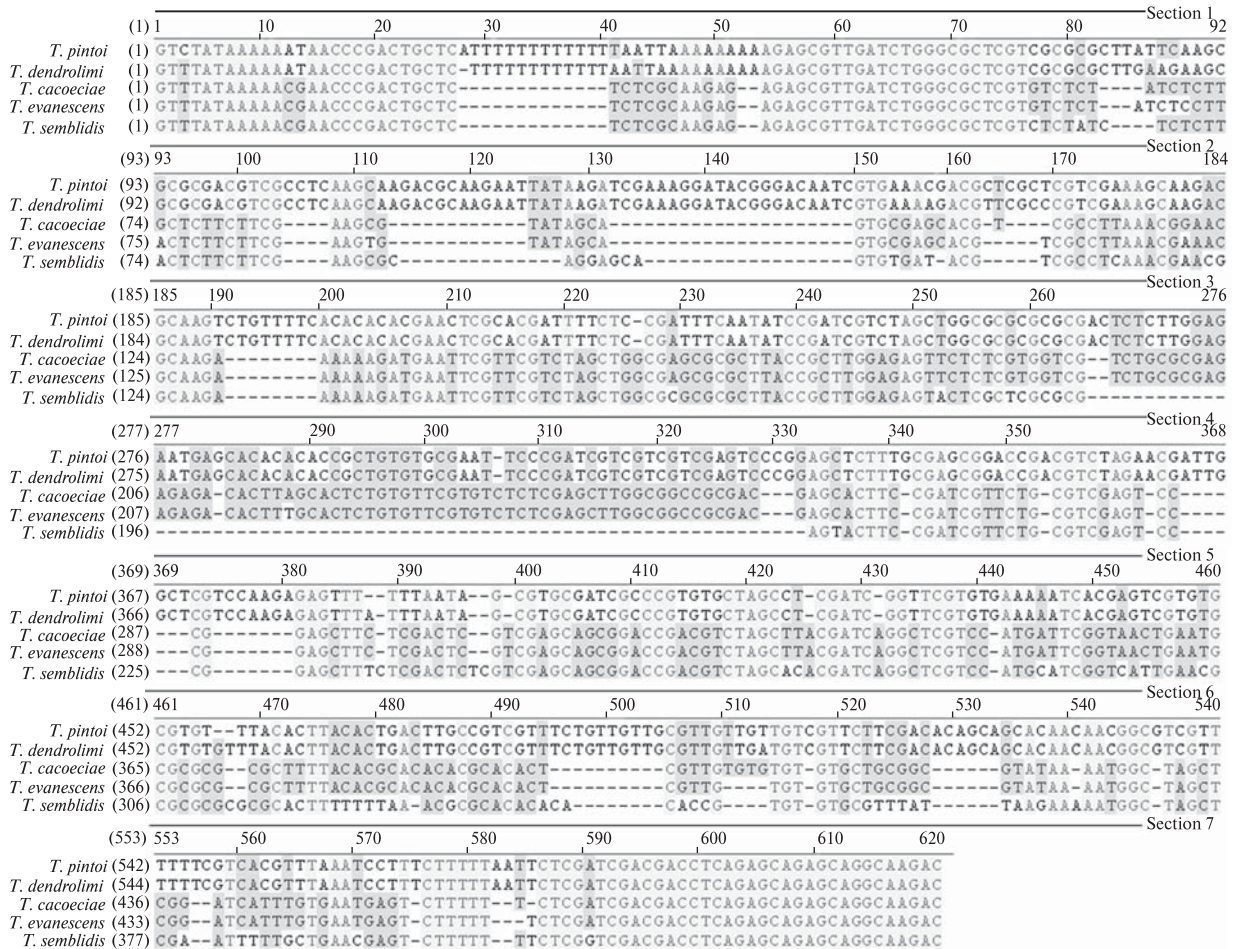 Section 1
(1) 1 10 20 30 40 50 60 70 80 92
T. pintoi (1) GTCTATAAAAAATAACCCGACTGCTCATTTTTTTTTTTTTTAATTAAAAAAAAAGAGCGTTGATCTGGGCGCTCGTCGCGCGCTTATTCAAGC
T. dendrolimi (1) GTTTATAAAAAATAACCCGACTGCTC-TTTTTTTTTTTTTAATTAAAAAAAAAAGAGCGTTGATCTGGGCGCTCGTCGCGCGCTTGAAGAAGC
T. cacoeciae (1) GTTTATAAAAACGAACCCGACTGCTC-------------TCTCGCAAGAG--AGAGCGTTGATCTGGGCGCTCGTGTCTCT----ATCTCTT
T. evanescens (1) GTTTATAAAAACGAACCCGACTGCTC-------------TCTCGCAAGAG--AGAGCGTTGATCTGGGCGCTCGTGTCTCT---ATCTCCTT
T. semblidis (1) GTTTATAAAAACGAACCCGACTGCTC-------------TCTCGCAAGAG--AGAGCGTTGATCTGGGCGCTCGTCTCTATC----TCTCTT
Section 2
(93) 93 100 110 120 130 140 150 160 170 184
T. pintoi (93) GCGCGACGTCGCCTCAAGCAAGACGCAAGAATTATAAGATCGAAAGGATACGGGACAATCGTGAAACGACGCTCGCTCGTCGAAAGCAAGAC
T. dendrolimi (92) GCGCGACGTCGCCTCAAGCAAGACGCAAGAATTATAAGATCGAAAGGATACGGGACAATCGTGAAAAGACGTTCGCCCGTCGAAAGCAAGAC
T. cacoeciae (74) GCTCTTCTTCG----AAGCG------------TATAGCA---------------------GTGCGAGCACG-T----CGCCTTAAACGGAAC
T. evanescens (75) ACTCTTCTTCG----AAGTG------------TATAGCA---------------------GTGCGAGCACG-----TCGCCTTAAACGAAAC
T. semblidis (74) ACTCTTCTTCG----AAGCGC--------------AGGAGCA------------------GTGTGAT-ACG-----TCGCCTCAAACGAACG
Section 3
(185) 185 190 200 210 220 230 240 250 260 276
T. pintoi (185) GCAAGTCTGTTTTCACACACACGAACTCGCACGATTTTCTC-CGATTTCAATATCCGATCGTCTAGCTGGCGCGCGCGCGACTCTCTTGGAG
T. dendrolimi (184) GCAAGTCTGTTTTCACACACACGAACTCGCACGATTTTCTC-CGATTTCAATATCCGATCGTCTAGCTGGCGCGCGCGCGACTCTCTTGGAG
T. cacoeciae (124) GCAAGA--------AAAAAGATGAATTCGTTCGTCTAGCTGGCGAGCGCGCTTACCGCTTGGAGAGTTCTCTCGTGGTCG--TCTGCGCGAG
T. evanescens (125) GCAAGA--------AAAAAGATGAATTCGTTCGTCTAGCTGGCGAGCGCGCTTACCGCTTGGAGAGTTCTCTCGTGGTCG--TCTGCGCGAG
T. semblidis (124) GCAAGA--------AAAAAGATGAATTCGTTCGTCTAGCTGGCGCGCGCGCTTACCGCTTGGAGAGTACTCGCTCGCGCG------------
Section 4
(277) 277 290 300 310 320 330 340 350 368
T. pintoi (276) AATGAGCACACACACCGCTGTGTGCGAAT-TCCCGATCGTCGTCGTCGAGTCCCGGAGCTCTTTGCGAGCGGACCGACGTCTAGAACGATTG
T. dendrolimi (275) AATGAGCACACACACCGCTGTGTGCGAAT-TCCCGATCGTCGTCGTCGTCGAGTCCCGGAGCTCTTTGCGAGCGGACCGACGTCTAGAACGATTG
T. cacoeciae (206) AGAGA-CACTTAGCACTCTGTGTTCGTGTCTCTCGAGCTTGGCGGCCGCGAC---GAGCACTTC-CGATCGTTCTG-CGTCGAGT-CC----
T. evanescens (207) AGAGA-CACTTTGCACTCTGTGTTCGTGTCTCTCGAGCTTGGCGGCCGCGAC---GAGCACTTC-CGATCGTTCTG-CGTCGAGT-CC----
T. semblidis (196) --------------------------------------------------------AGTACTTC-CGATCGTTCTG-CGTCGAGT-CC----
Section 5
(369) 369 380 390 400 410 420 430 440 450 460
T. pintoi (367) GCTCGTCCAAGAGAGTTT--TTTAATA--G-CGTGCGATCGCCCGTGTGCTAGCCT-CGATC-GGTTCGTGTGAAAAATCACGAGTCGTGTG
T. dendrolimi (366) GCTCGTCCAAGAGAGTTTA-TTTAATA--G-CGTGCGATCGCCCGTGTGCTAGCCT-CGATC-GGTTCGTGTGAAAAATCACGAGTCGTGTG
T. cacoeciae (287) ---CG-------GAGCTTC-TCGACTC--GTCGAGCAGCGGACCGACGTCTAGCTTACGATCAGGCTCGTCC-ATGATTCGGTAACTGAATG
T. evanescens (288) ---CG-------GAGCTTC-TCGACTC--GTCGAGCAGCGGACCGACGTCTAGCTTACGATCAGGCTCGTCC-ATGATTCGGTAACTGAATG
T. semblidis (225) ---CG-------GAGCTTTCTCGACTCTCGTCGAGCAGCGGACCGACGTCTAGCACACGATCAGGCTCGTCC-ATGCATCGGTCATTGAACG
Section 6
(461) 461 470 480 490 500 510 520 530 540 540
T. pintoi (452) CGTGT--TTACACTTACACTGACTTGCCGTCGTTTCTGTTGTTGCGTTGTTGTTGTCGTTCTTCGACACAGCAGCACAACAACGGCGTCGTT
T. dendrolimi (452) CGTGTGTTTACACTTACACTGACTTGCCGTCGTTTCTGTTGTTGCGTTGTTGATGTCGTTCTTCGACACAGCAGCACAACAACGGCGTCGTT
T. cacoeciae (365) CGCGCG--CGCTTTTACACGCACACACGCACACT----------CGTTGTGTGTGT-GTGCTGCGGC------GTATAA-AATGGC-TAGCT
T. evanescens (366) CGCGCG--CGCTTTTACACGCACACACGCACACT----------CGTTG----TGT-GTGCTGCGGC------GTATAA-AATGGC-TAGCT
T. semblidis (306) CGCGCGCGCGCACTTTTTTTAA-ACGCGCACACACA--------CACCG----TGT-GTGCGTTTAT------TAAGAAAAATGGC-TAGCT
Section 7
(553) 553 560 570 580 590 600 610 620
T. pintoi (542) TTTTCGTCACGTTTAAATCCTTTCTTTTTTAATTCTCGATCGACGACCTCAGAGCAGAGCAGGCAAGAC
T. dendrolimi (544) TTTTCGTCACGTTTAAATCCTTTCTTTTTTAATTCTCGATCGACGACCTCAGAGCAGAGCAGGCAAGAC
T. cacoeciae (436) CGG--ATCATTTGTGAATGAGT-CTTTTTT---TCTCGATCGACGACCTCAGAGCAGAGCAGGCAAGAC
T. evanescens (433) CGG--ATCATTTGTGAATGAGT-CTTTTTT---TCTCGATCGACGACCTCAGAGCAGAGCAGGCAAGAC
T. semblidis (377) CGA--ATTTTTGCTGAACGAGT-CTTTTTT--TTCTCGGTCGACGACCTCAGAGCAGAGCAGGCAAGAC